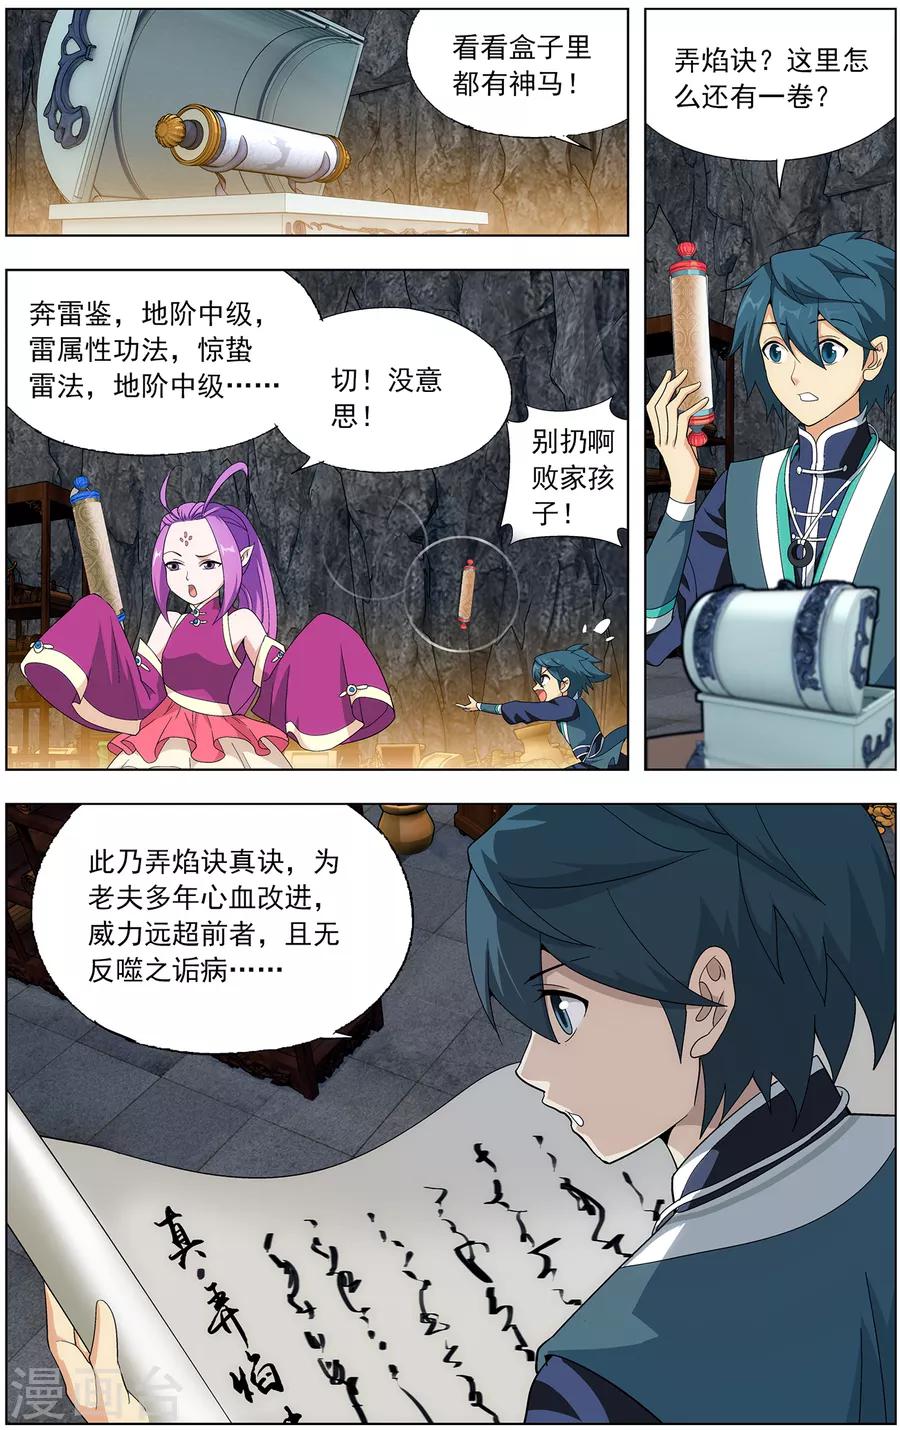 看看盒子里
都有神马！
弄焰诀？这里怎
么还有一卷？
奔雷鉴，地阶中级，
雷属性功法，惊蛰
雷法，地阶中级……
切！没意
思！
别扔啊
败家孩
子！
此乃弄焰诀真诀，为
老夫多年心血改进，
威力远超前者，且无
反噬之诟病……
真·弄焰
漫画台